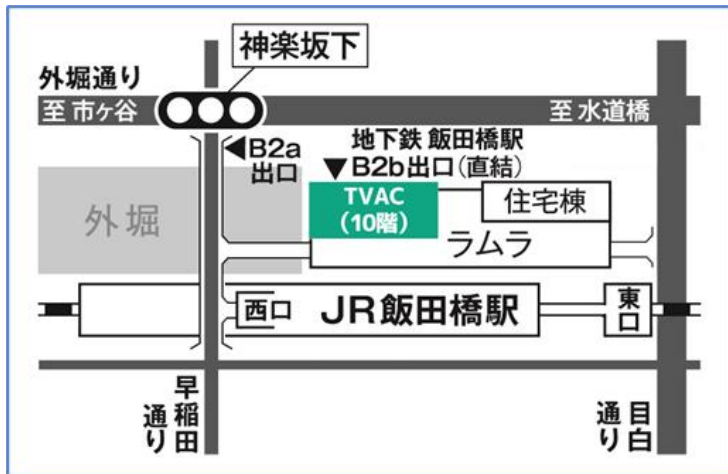 神楽坂下
外堀通り
至 市ヶ谷
至 水道橋
◀B2a
出口
地下鉄 飯田橋駅
▼B2b出口(直結)
TVAC
(10階)
住宅棟
外堀
ラムラ
西口
JR飯田橋駅
東口
早稲田通り
目白通り